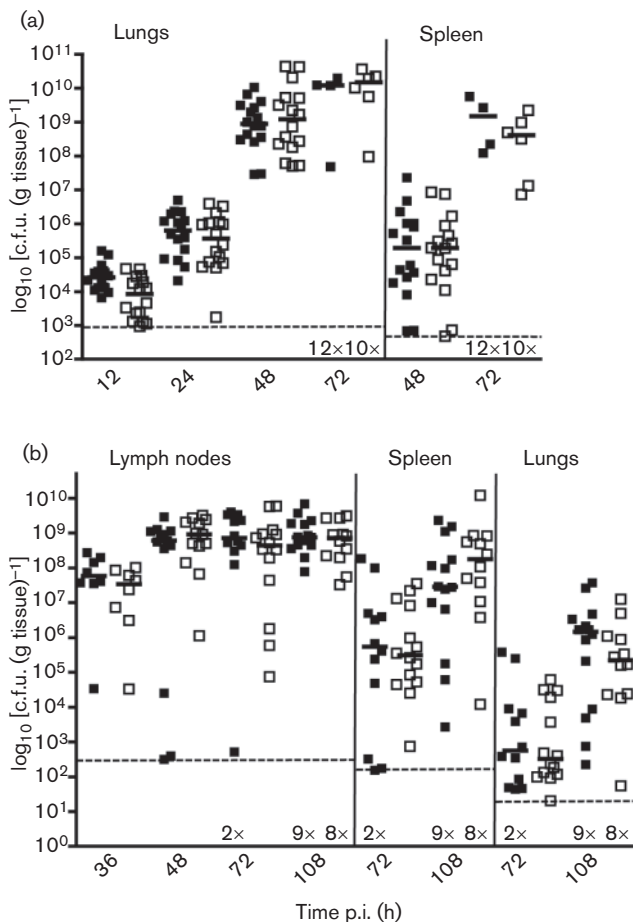 (a)
Lungs
Spleen
log₁₀ [c.f.u. (g tissue)⁻¹]
10¹¹
10¹⁰
10⁹
10⁸
10⁷
10⁶
10⁵
10⁴
10³
10²
12×10×
12×10×
12
24
48
72
48
72
(b)
Lymph nodes
Spleen
Lungs
log₁₀ [c.f.u. (g tissue)⁻¹]
10¹⁰
10⁹
10⁸
10⁷
10⁶
10⁵
10⁴
10³
10²
10¹
10⁰
2× 9× 8×
2× 9× 8×
2× 9× 8×
36
48
72
108
72
108
72
108
Time p.i. (h)